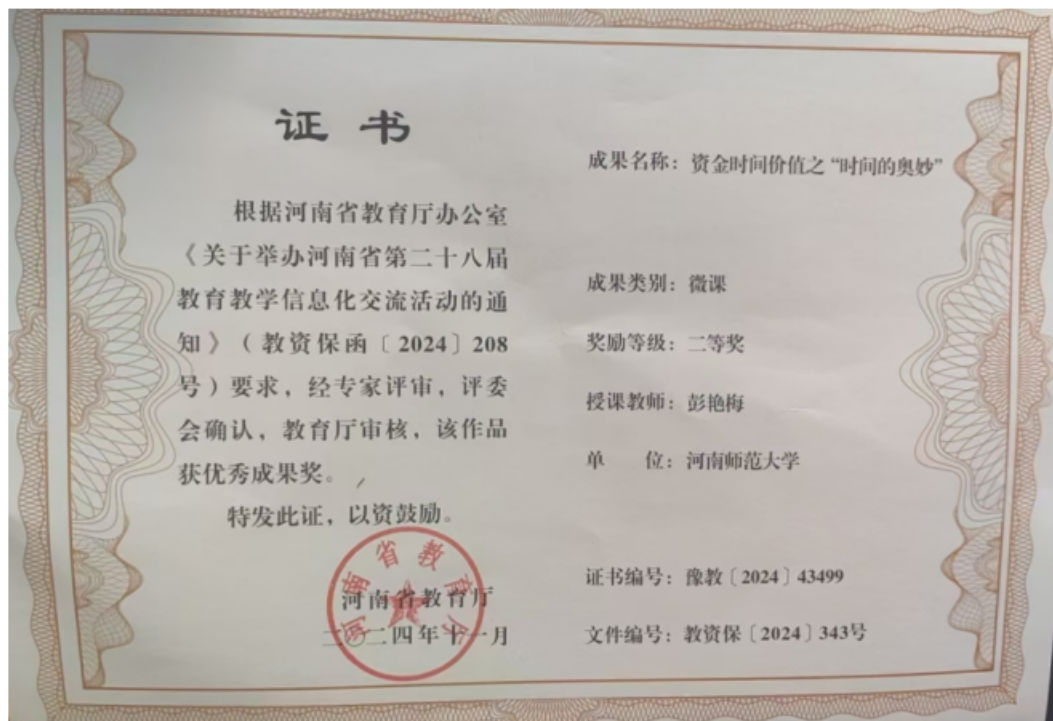 证书
根据河南省教育厅办公室
《关于举办河南省第二十八届
教育教学信息化交流活动的通
知》（教资保函〔2024〕208
号）要求，经专家评审，评委
会确认，教育厅审核，该作品
获优秀成果奖。
特发此证，以资鼓励。
河南省教育厅
二〇二四年十一月
河南省教育厅
成果名称：资金时间价值之“时间的奥妙”
成果类别：微课
奖励等级：二等奖
授课教师：彭艳梅
单 位：河南师范大学
证书编号：豫教〔2024〕43499
文件编号：教资保〔2024〕343号